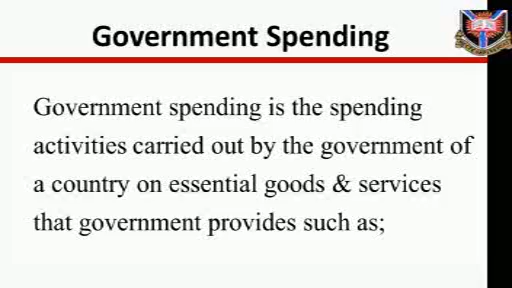 Government Spending
Government spending is the spending
activities carried out by the government of
a country on essential goods & services
that government provides such as;